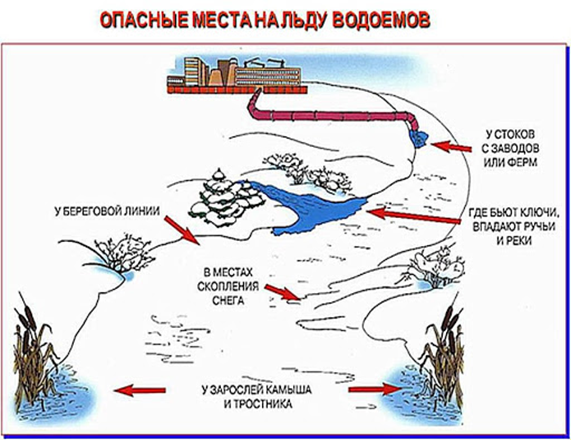 ОПАСНЫЕ МЕСТА НА ЛЬДУ ВОДОЕМОВ
У СТОКОВ
С ЗАВОДОВ
ИЛИ ФЕРМ
У БЕРЕГОВОЙ ЛИНИИ
ГДЕ БЬЮТ КЛЮЧИ,
ВПАДАЮТ РУЧЬИ
И РЕКИ
В МЕСТАХ
СКОПЛЕНИЯ
СНЕГА
У ЗАРОСЛЕЙ КАМЫША
И ТРОСТНИКА